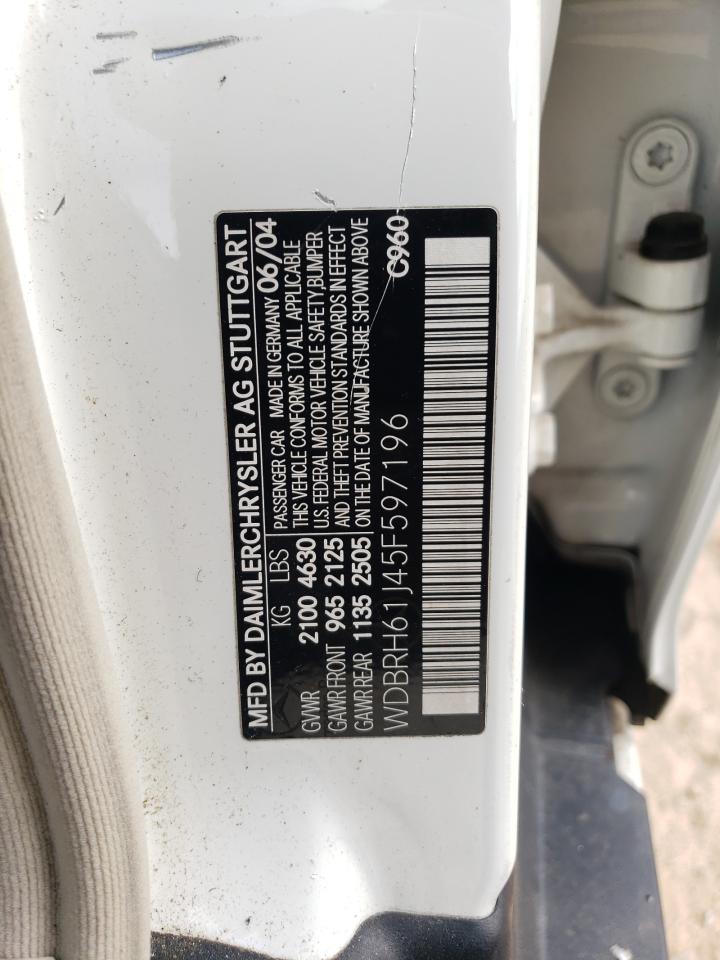 MFD BY DAIMLERCHRYSLER AG STUTTGART
KG LBS PASSENGER CAR MADE IN GERMANY 06/04
GVWR 2100 4630 THIS VEHICLE CONFORMS TO ALL APPLICABLE
U.S. FEDERAL MOTOR VEHICLE SAFETY,BUMPER
GAWR FRONT 965 2125 AND THEFT PREVENTION STANDARDS IN EFFECT
GAWR REAR 1135 2505 ON THE DATE OF MANUFACTURE SHOWN ABOVE
WDBRH61J45F597196 C960